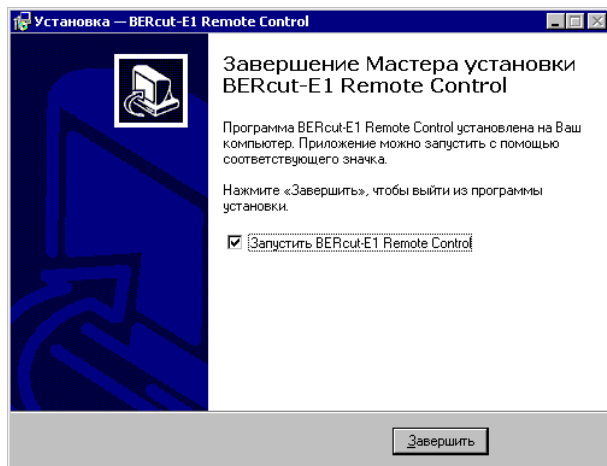 Установка — BERcut-E1 Remote Control
Завершение Мастера установки
BERcut-E1 Remote Control
Программа BERcut-E1 Remote Control установлена на Ваш
компьютер. Приложение можно запустить с помощью
соответствующего значка.
Нажмите «Завершить», чтобы выйти из программы
установки.
Запустить BERcut-E1 Remote Control
Завершить